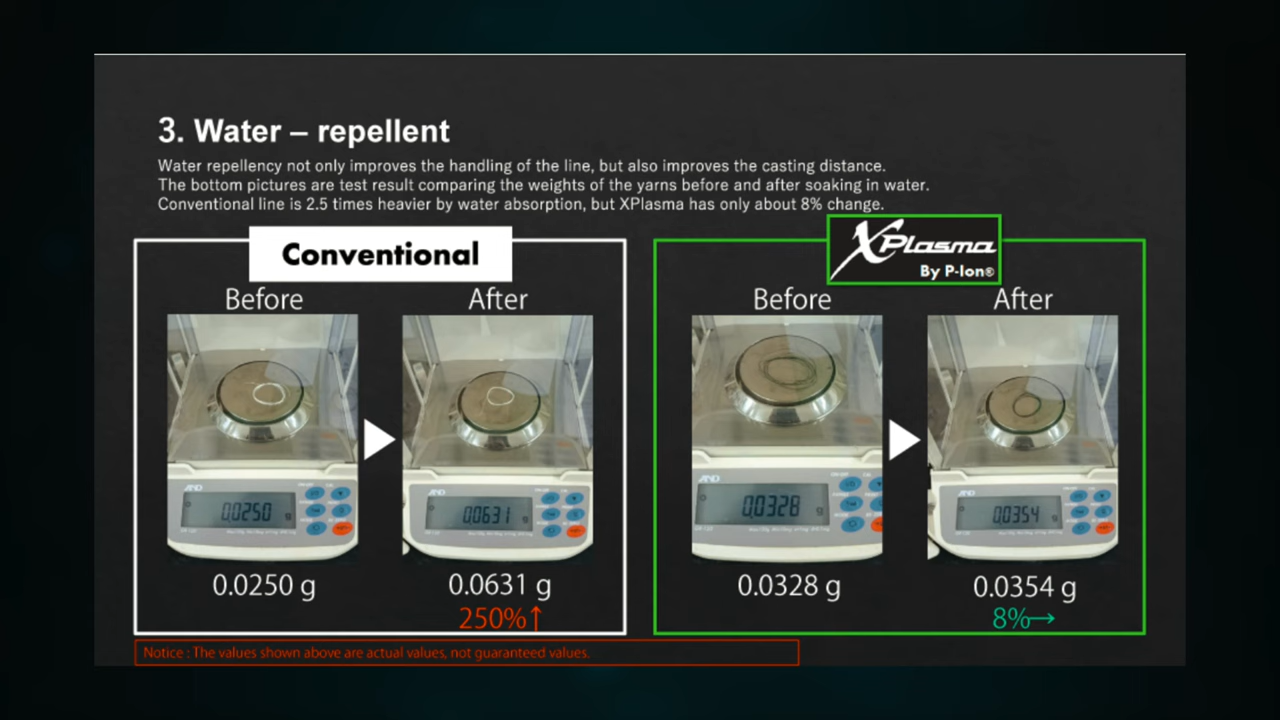 3. Water – repellent
Water repellency not only improves the handling of the line, but also improves the casting distance.
The bottom pictures are test result comparing the weights of the yarns before and after soaking in water.
Conventional line is 2.5 times heavier by water absorption, but XPlasma has only about 8% change.
Conventional
Before
After
AND
0.0250 g
AND
0.0631 g
0.0250 g
0.0631 g
250%↑
XPlasma
By P-Ion®
Before
After
AND
0.0328 g
AND
0.0354 g
0.0328 g
0.0354 g
8%→
Notice : The values shown above are actual values, not guaranteed values.